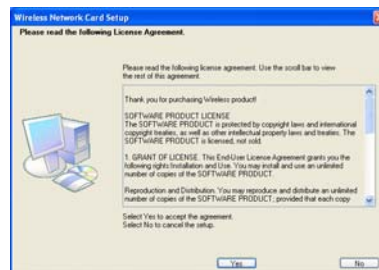 Wireless Network Card Setup
Please read the following License Agreement.
Please read the following license agreement. Use the scroll bar to view
the rest of this agreement.
Thank you for purchasing Wireless product!
SOFTWARE PRODUCT LICENSE
The SOFTWARE PRODUCT is protected by copyright laws and international
copyright treaties, as well as other intellectual property laws and treaties. The
SOFTWARE PRODUCT is licensed, not sold.
1. GRANT OF LICENSE. This End-User License Agreement grants you the
following rights:Installation and Use. You may install and use an unlimited
number of copies of the SOFTWARE PRODUCT.
Reproduction and Distribution. You may reproduce and distribute an unlimited
number of copies of the SOFTWARE PRODUCT; provided that each copy
Select Yes to accept the agreement.
Select No to cancel the setup.
Yes
No